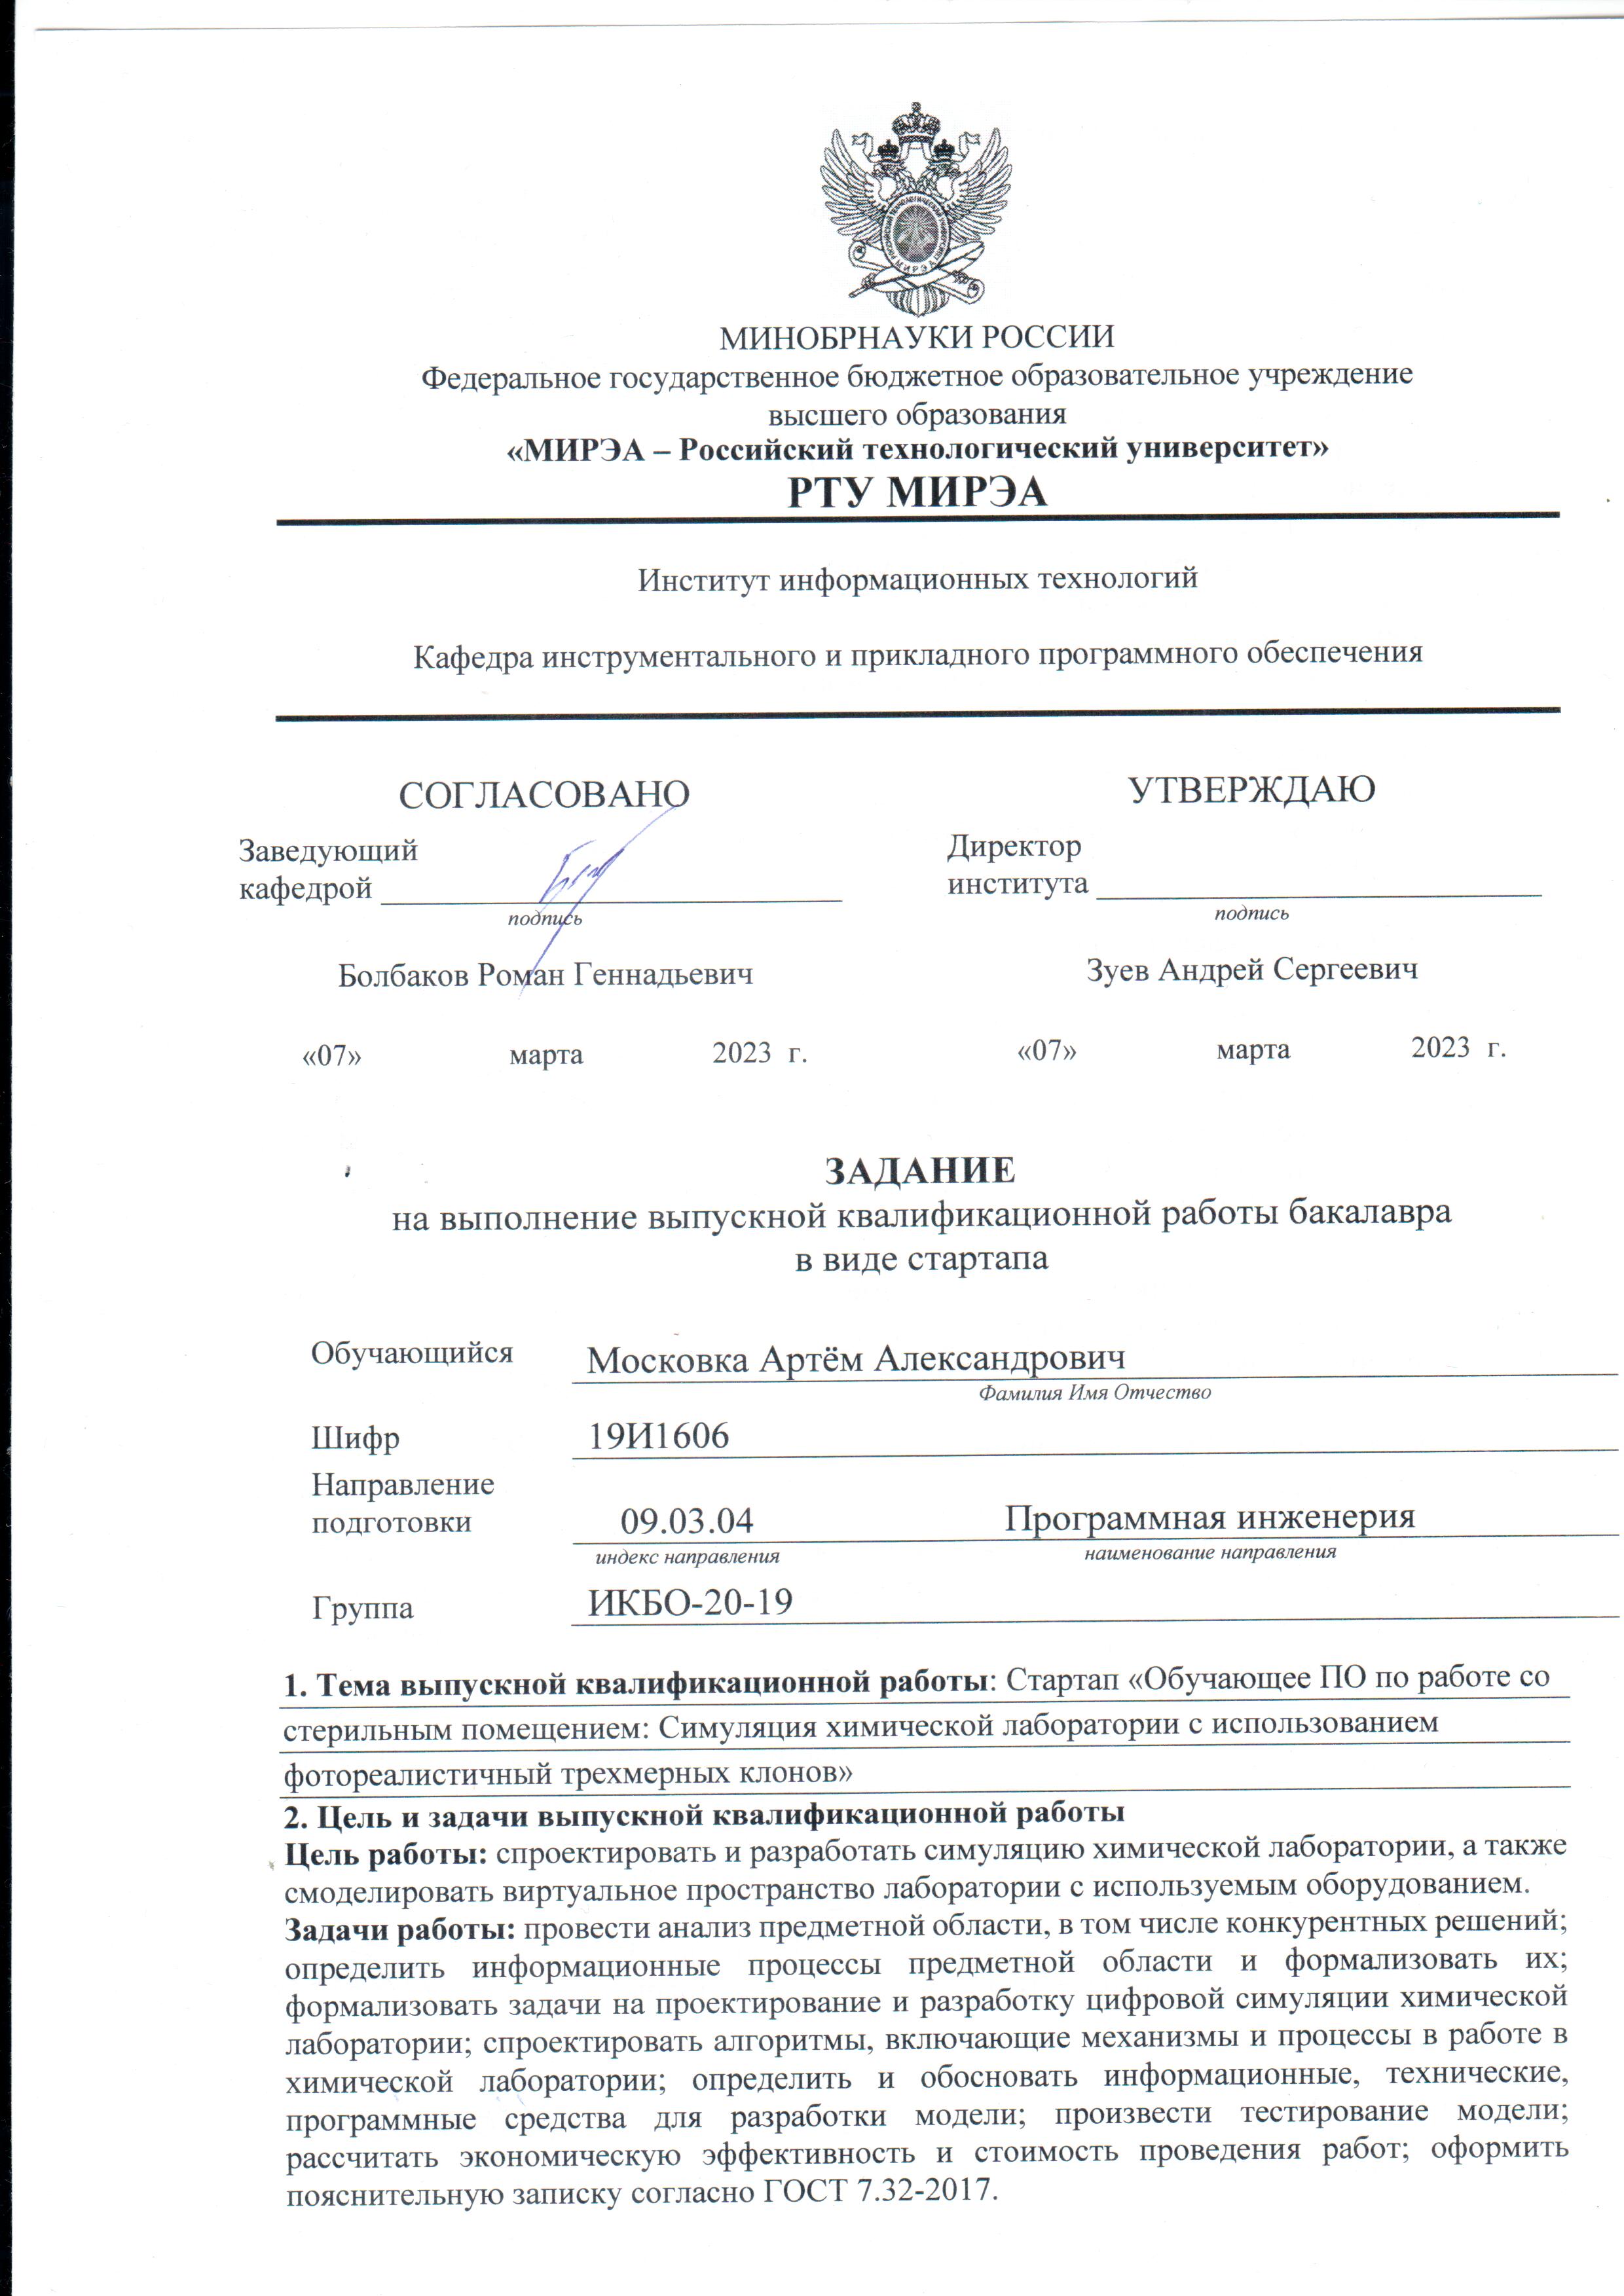 МИНОБРНАУКИ РОССИИ
Федеральное государственное бюджетное образовательное учреждение
высшего образования
«МИРЭА – Российский технологический университет»
РТУ МИРЭА
Институт информационных технологий
Кафедра инструментального и прикладного программного обеспечения
СОГЛАСОВАНО
Заведующий
кафедрой
подпись
Болбаков Роман Геннадьевич
«07» марта 2023 г.
УТВЕРЖДАЮ
Директор
института
подпись
Зуев Андрей Сергеевич
«07» марта 2023 г.
ЗАДАНИЕ
на выполнение выпускной квалификационной работы бакалавра
в виде стартапа
Обучающийся Московка Артём Александрович
Фамилия Имя Отчество
Шифр 19И1606
Направление
подготовки 09.03.04 Программная инженерия
индекс направления наименование направления
Группа ИКБО-20-19
1. Тема выпускной квалификационной работы: Стартап «Обучающее ПО по работе со
стерильным помещением: Симуляция химической лаборатории с использованием
фотореалистичный трехмерных клонов»
2. Цель и задачи выпускной квалификационной работы
Цель работы: спроектировать и разработать симуляцию химической лаборатории, а также
смоделировать виртуальное пространство лаборатории с используемым оборудованием.
Задачи работы: провести анализ предметной области, в том числе конкурентных решений;
определить информационные процессы предметной области и формализовать их;
формализовать задачи на проектирование и разработку цифровой симуляции химической
лаборатории; спроектировать алгоритмы, включающие механизмы и процессы в работе в
химической лаборатории; определить и обосновать информационные, технические,
программные средства для разработки модели; произвести тестирование модели;
рассчитать экономическую эффективность и стоимость проведения работ; оформить
пояснительную записку согласно ГОСТ 7.32-2017.